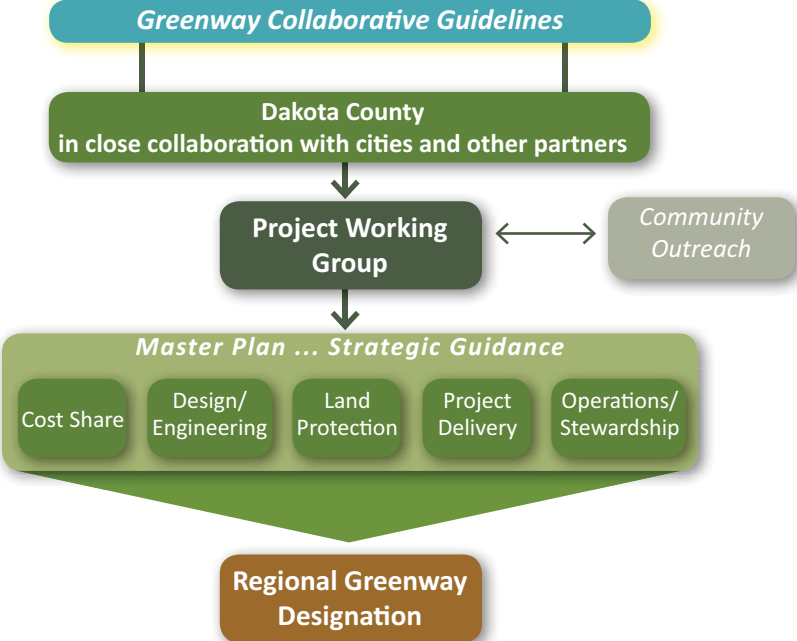 Greenway Collaborative Guidelines
Dakota County
in close collaboration with cities and other partners
Project Working
Group
Community
Outreach
Master Plan ... Strategic Guidance
Cost Share
Design/
Engineering
Land
Protection
Project
Delivery
Operations/
Stewardship
Regional Greenway
Designation